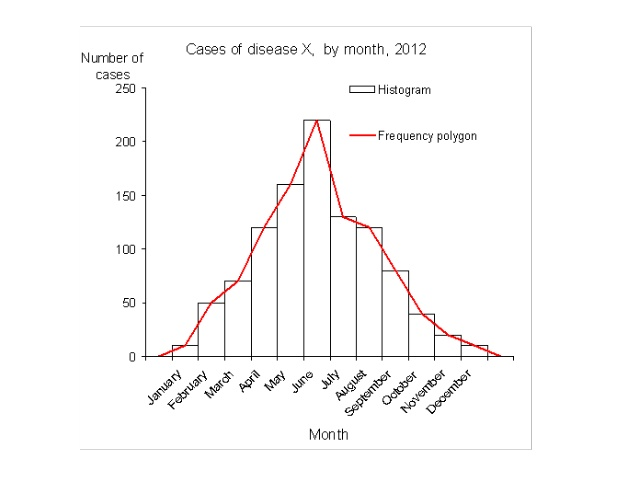 Cases of disease X, by month, 2012
Number of
cases
250
200
150
100
50
0
Histogram
Frequency polygon
January
February
March
April
May
June
July
August
September
October
November
December
Month